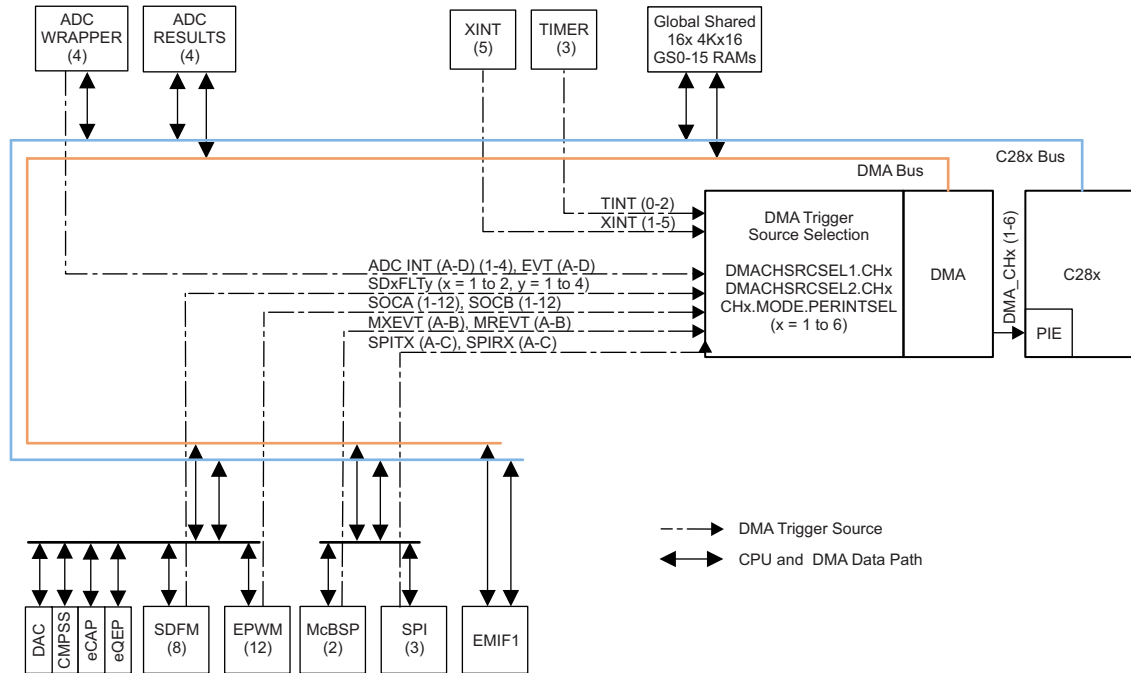 ADC
WRAPPER
(4)
ADC
RESULTS
(4)
XINT
(5)
TIMER
(3)
Global Shared
16x 4Kx16
GS0-15 RAMs
C28x Bus
DMA Bus
TINT (0-2)
XINT (1-5)
ADC INT (A-D) (1-4), EVT (A-D)
SDxFLTy (x = 1 to 2, y = 1 to 4)
SOCA (1-12), SOCB (1-12)
MXEVT (A-B), MREVT (A-B)
SPITX (A-C), SPIRX (A-C)
DMA Trigger
Source Selection
DMACHSRCSEL1.CHx
DMACHSRCSEL2.CHx
CHx.MODE.PERINTSEL
(x = 1 to 6)
DMA
DMA_CHx (1-6)
C28x
PIE
DMA Trigger Source
CPU and DMA Data Path
DAC
CMPSS
eCAP
eQEP
SDFM
(8)
EPWM
(12)
McBSP
(2)
SPI
(3)
EMIF1